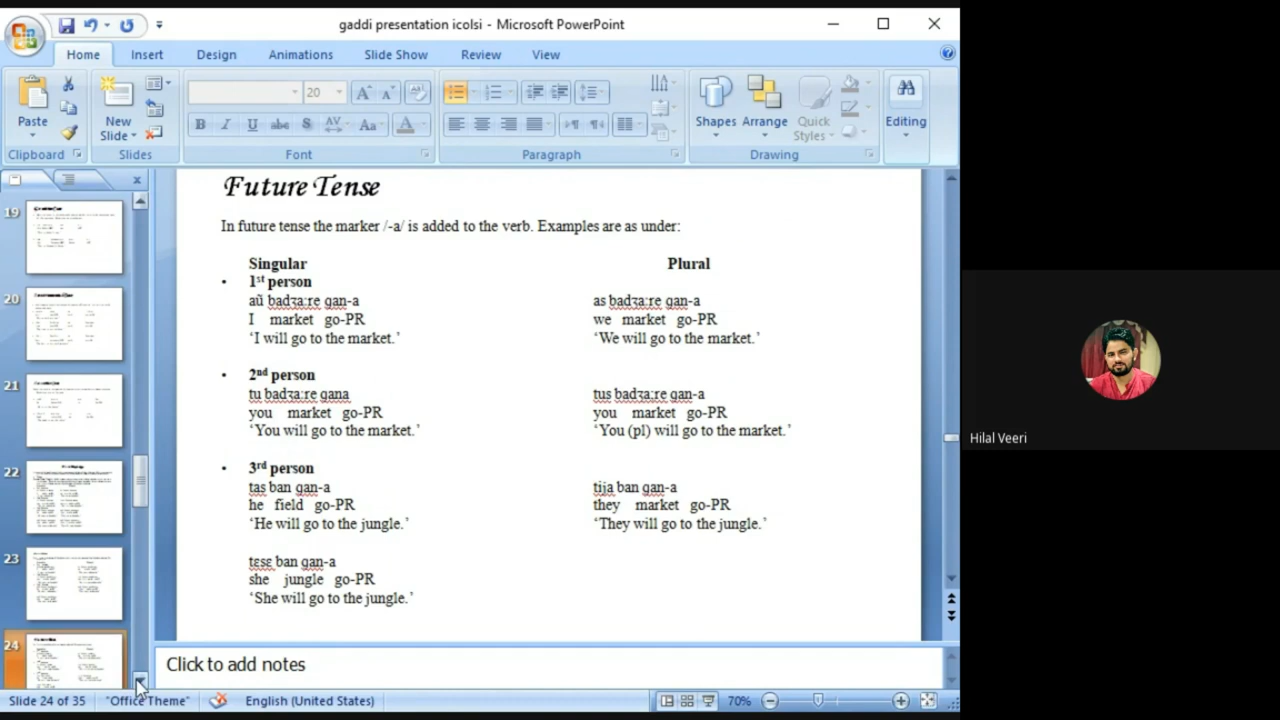 gaddi presentation icolsi - Microsoft PowerPoint
Home Insert Design Animations Slide Show Review View
20
Paste New Slide Shapes Arrange Quick Styles Editing
Clipboard Slides Font Paragraph Drawing
Future Tense
In future tense the marker /-a/ is added to the verb. Examples are as under:
Singular Plural
• 1st person
aũ badʒa:re gan-a as badʒa:re gan-a
I market go-PR we market go-PR
‘I will go to the market.’ ‘We will go to the market.’
• 2nd person
tu badʒa:re gana tus badʒa:re gan-a
you market go-PR you market go-PR
‘You will go to the market.’ ‘You (pl) will go to the market.’
• 3rd person
tas ban gan-a tija ban gan-a
he field go-PR they market go-PR
‘He will go to the jungle.’ ‘They will go to the jungle.’
tɛsɛ ban gan-a
she jungle go-PR
‘She will go to the jungle.’
19
20
21
22
23
24
Click to add notes
Slide 24 of 35 "Office Theme" English (United States) 70%
Hilal Veeri